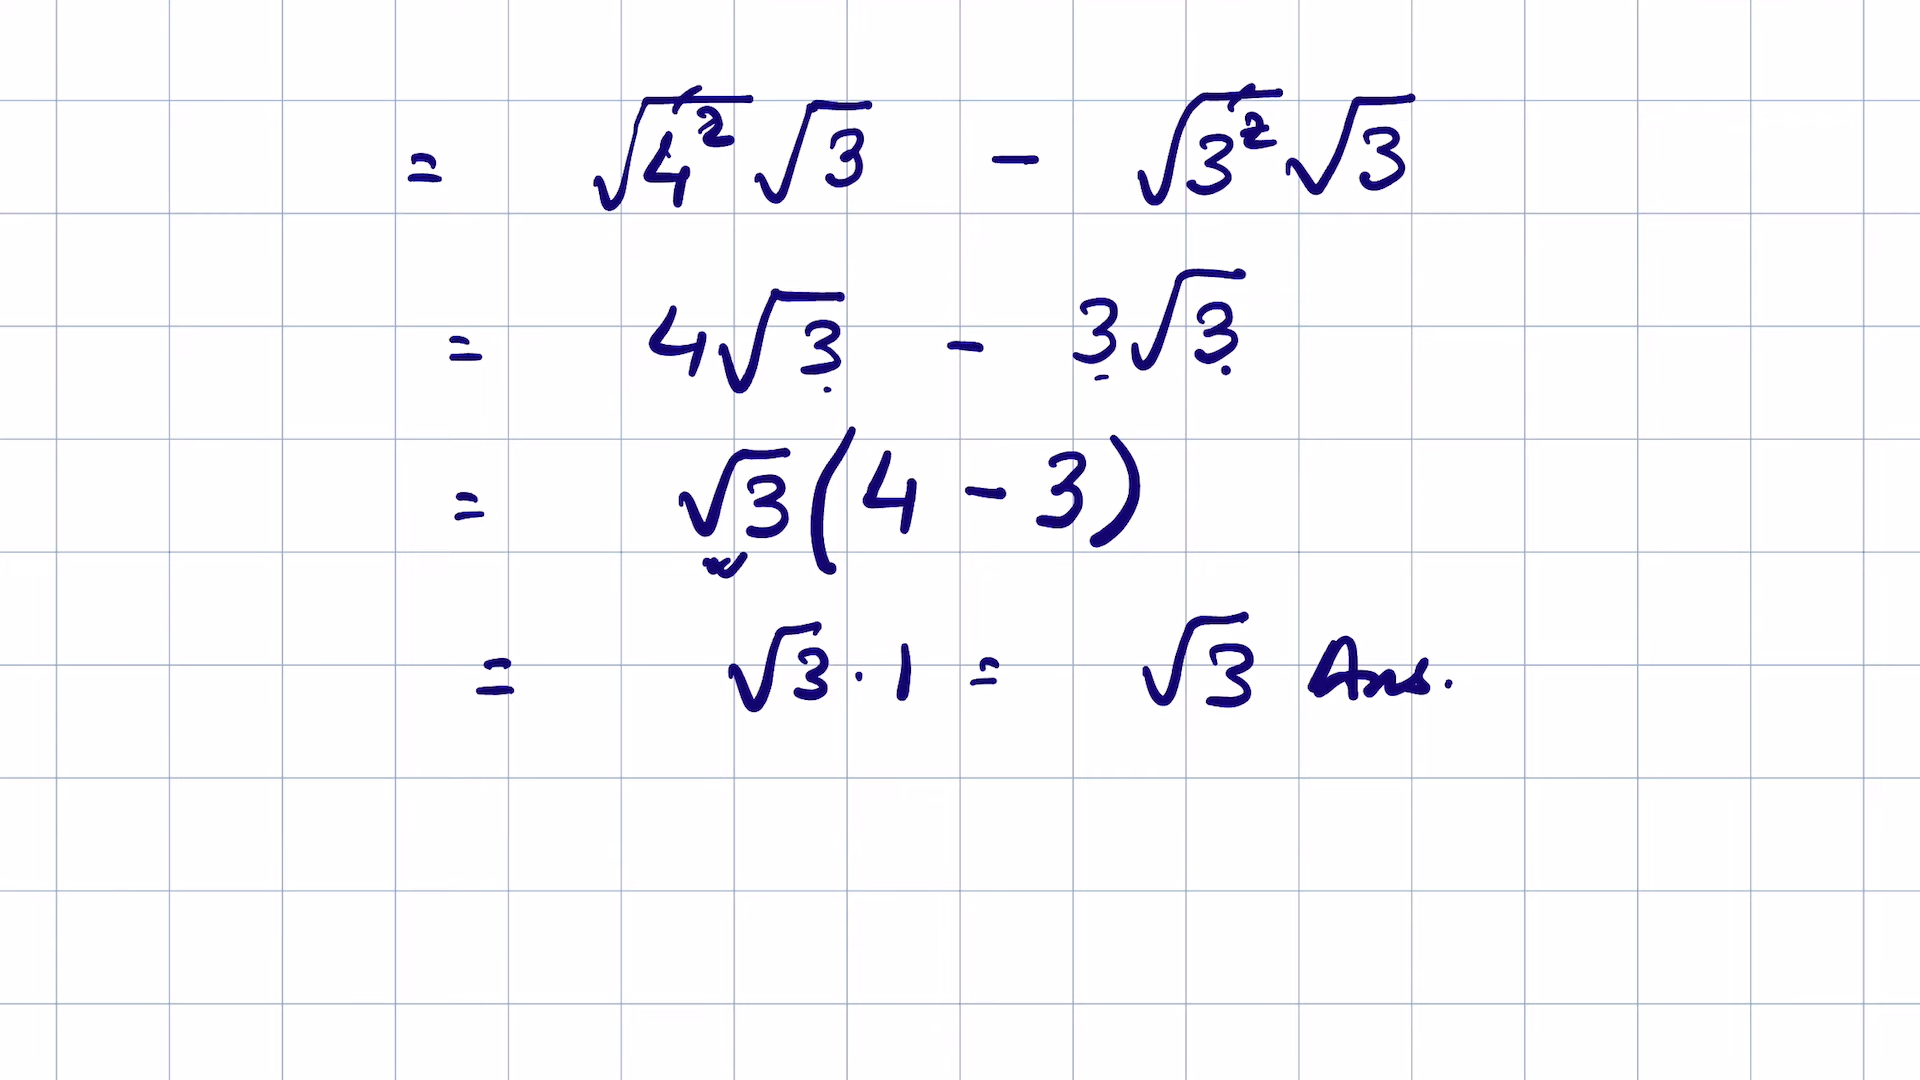 = √4² √3 - √3² √3
= 4√3 - 3√3
= √3 (4 - 3)
= √3 · 1 = √3 Ans.